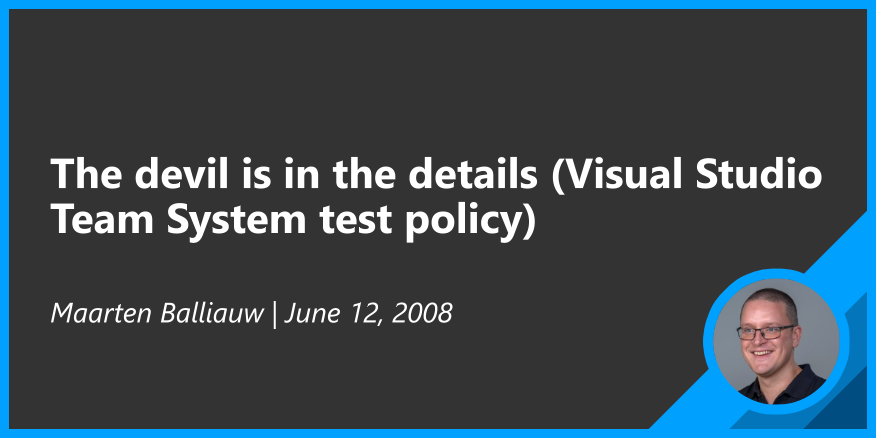 The devil is in the details (Visual Studio
Team System test policy)
Maarten Balliauw | June 12, 2008